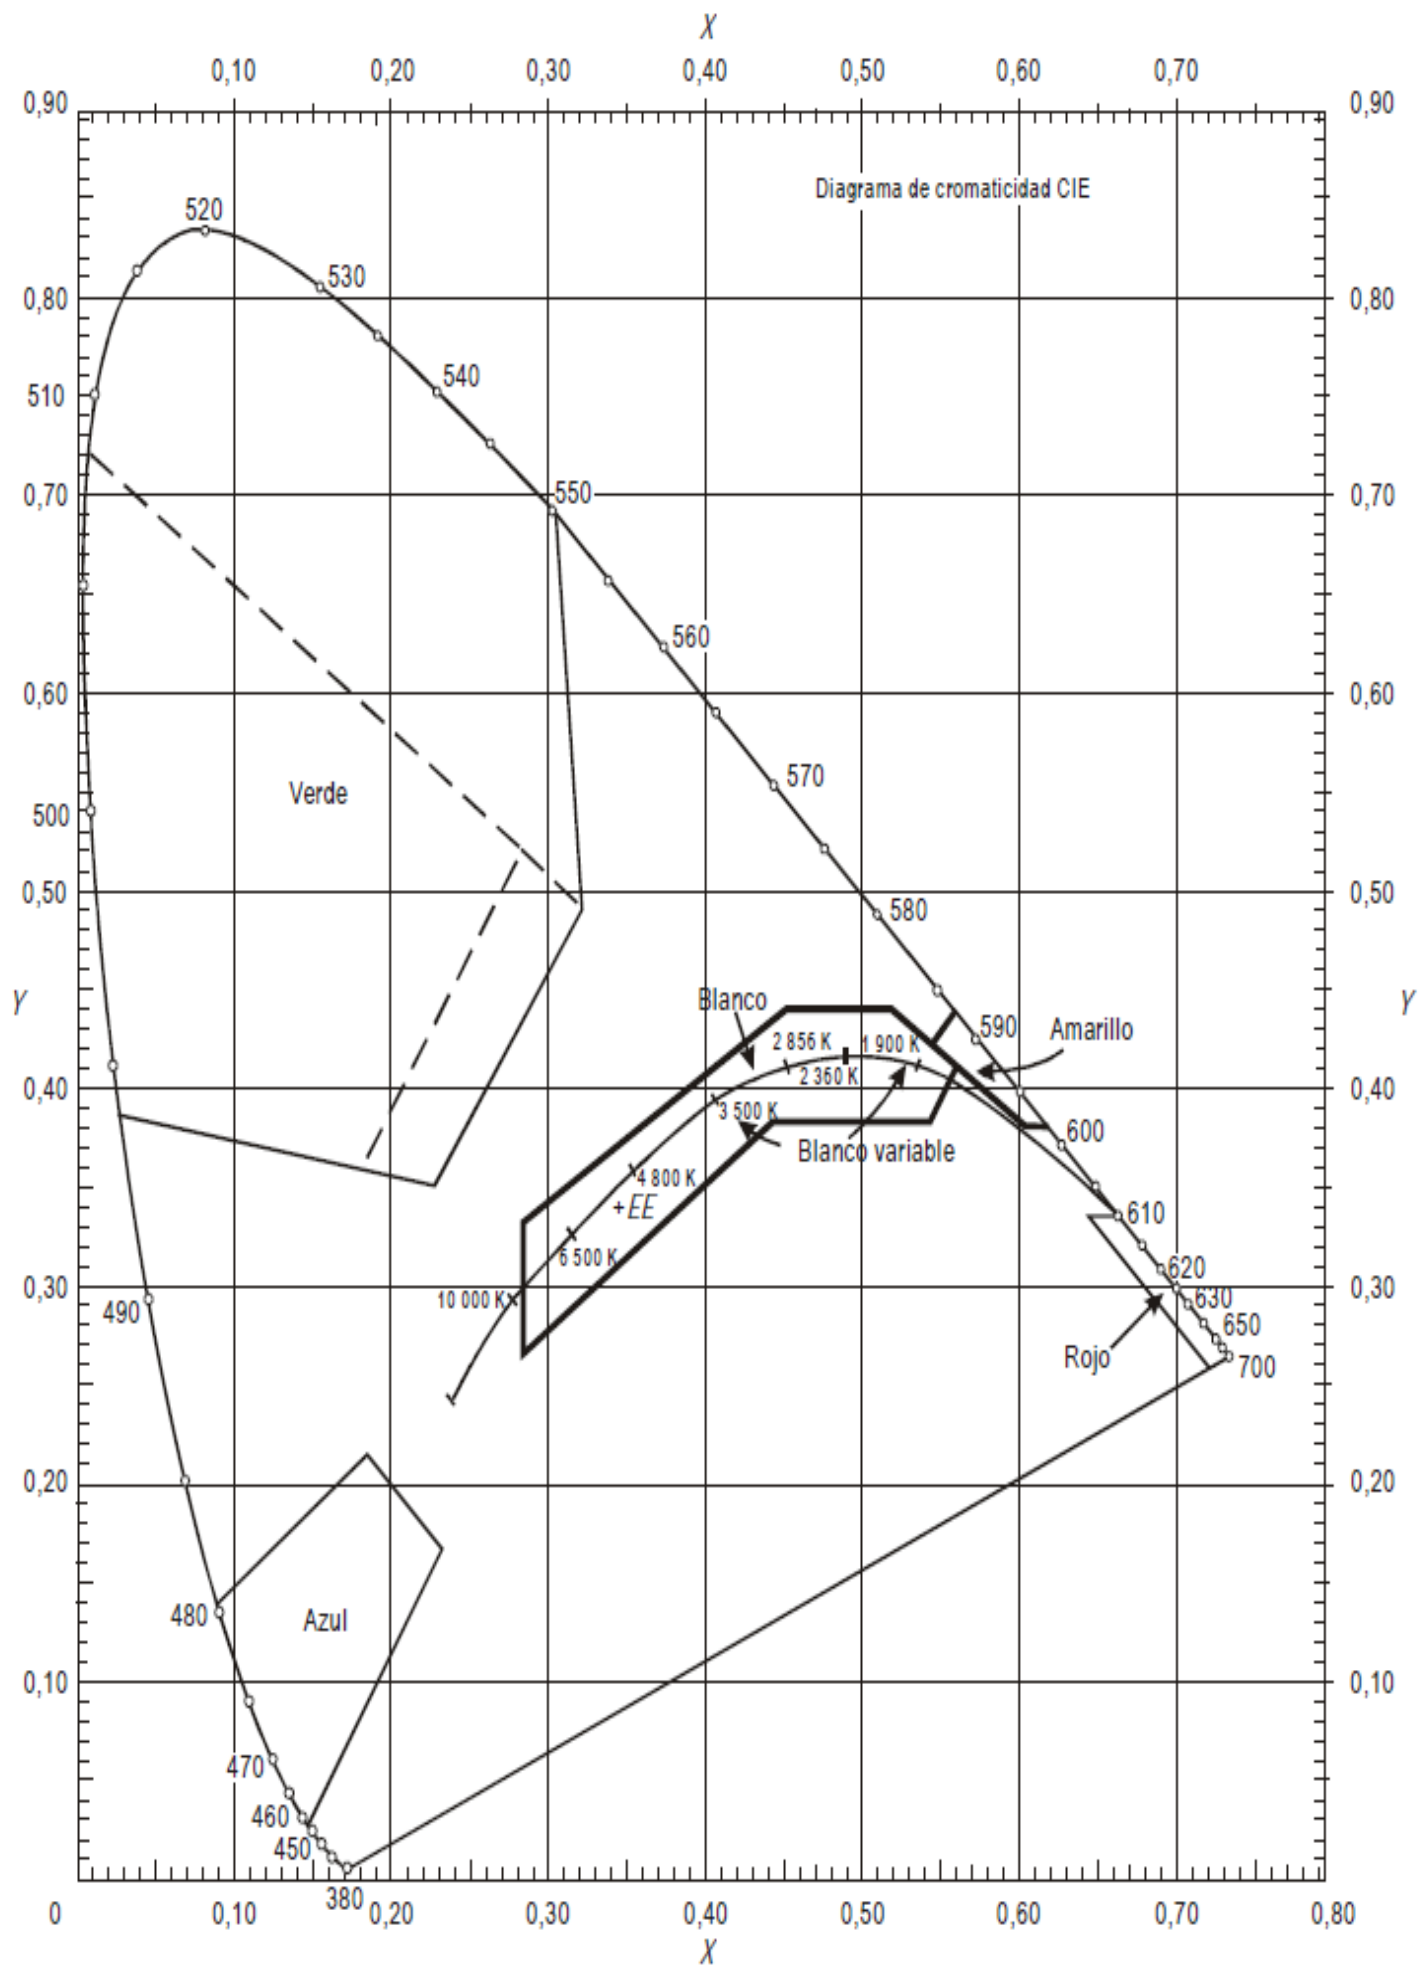 X
0,10 0,20 0,30 0,40 0,50 0,60 0,70
0,90 0,90
Diagrama de cromaticidad CIE
520
530
0,80 0,80
540
510
550
0,70 0,70
560
0,60 0,60
570
Verde
500
0,50 0,50
580
Y Blanco Y
590 Amarillo
2 856 K 1 900 K
2 360 K
0,40 0,40
3 500 K
600
Blanco variable
4 800 K
+EE 610
6 500 K
620
0,30 0,30
10 000 K 630
490
650
Rojo 700
0,20 0,20
480 Azul
0,10 0,10
470
460
450
380
0 0,10 0,20 0,30 0,40 0,50 0,60 0,70 0,80
X